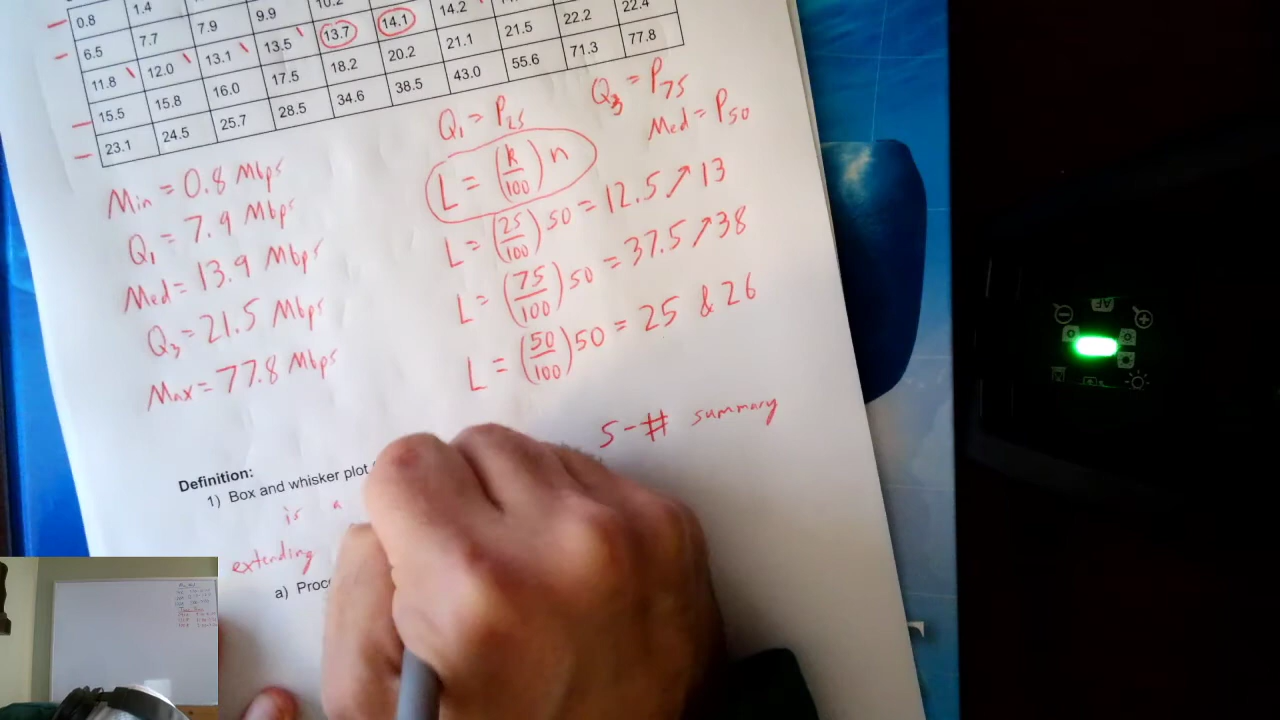 0.8 1.4 9.9 10.2
6.5 7.7 7.9 13.5 13.7 14.1 14.2 22.2 22.4
11.8 12.0 13.1 17.5 18.2 20.2 21.1 21.5 71.3 77.8
15.5 15.8 16.0 28.5 34.6 38.5 43.0 55.6
23.1 24.5 25.7
Q₁ = P₂₅ Q₃ = P₇₅
Med = P₅₀
L = (k/100) n
Min = 0.8 Mbps
Q₁ = 7.9 Mbps
Med = 13.9 Mbps
Q₃ = 21.5 Mbps
Max = 77.8 Mbps
L = (25/100) 50 = 12.5 ↗ 13
L = (75/100) 50 = 37.5 ↗ 38
L = (50/100) 50 = 25 & 26
5-# summary
Definition:
1) Box and whisker plot
is a
extending
a)